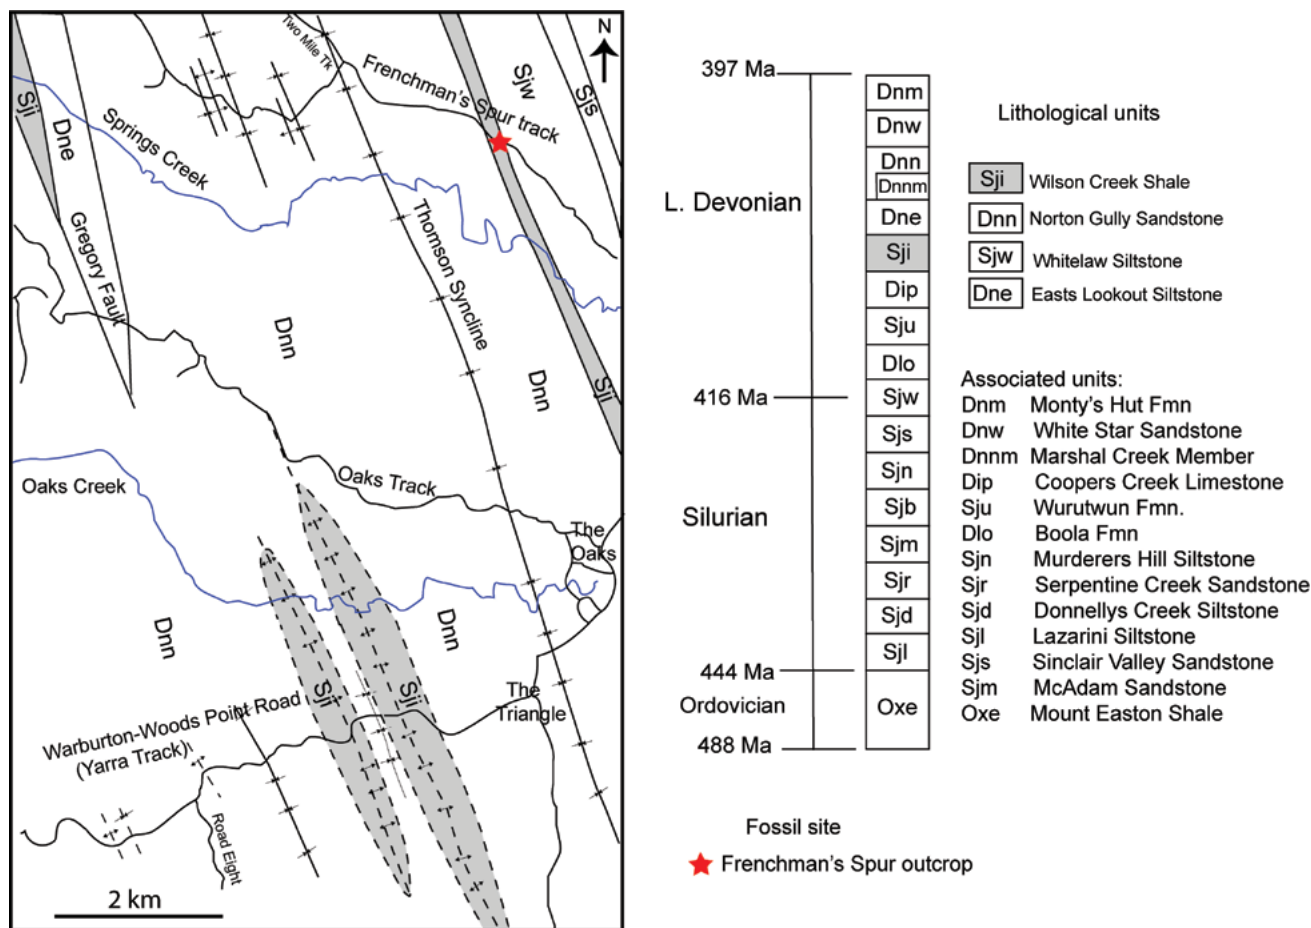 N
Two Mile Tk
Frenchman's Spur track
Sjw
Sjs
Sji
Dne
Springs Creek
Gregory Fault
Thomson Syncline
Dnn
Dnn
Sji
Oaks Creek
Oaks Track
The
Oaks
Dnn
Dnn
Sji
Sji
The
Triangle
Warburton-Woods Point Road
(Yarra Track)
Road Eight
2 km
397 Ma
L. Devonian
416 Ma
Silurian
444 Ma
Ordovician
488 Ma
Dnm
Dnw
Dnn
Dnnm
Dne
Sji
Dip
Sju
Dlo
Sjw
Sjs
Sjn
Sjb
Sjm
Sjr
Sjd
Sjl
Oxe
Lithological units
Sji Wilson Creek Shale
Dnn Norton Gully Sandstone
Sjw Whitelaw Siltstone
Dne Easts Lookout Siltstone
Associated units:
Dnm Monty's Hut Fmn
Dnw White Star Sandstone
Dnnm Marshal Creek Member
Dip Coopers Creek Limestone
Sju Wurutwun Fmn.
Dlo Boola Fmn
Sjn Murderers Hill Siltstone
Sjr Serpentine Creek Sandstone
Sjd Donnellys Creek Siltstone
Sjl Lazarini Siltstone
Sjs Sinclair Valley Sandstone
Sjm McAdam Sandstone
Oxe Mount Easton Shale
Fossil site
Frenchman's Spur outcrop